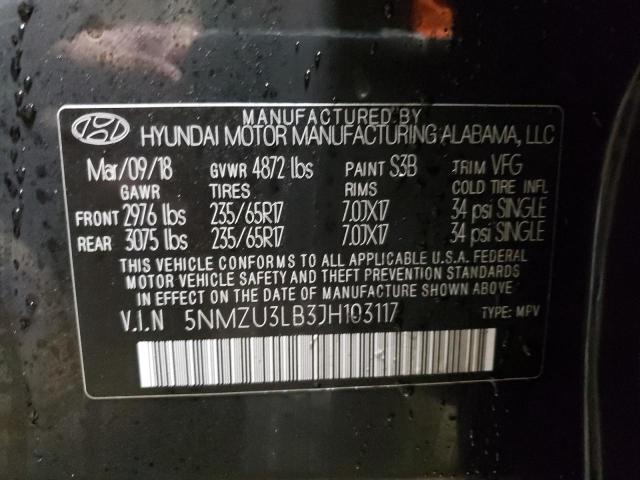 MANUFACTURED BY
HYUNDAI MOTOR MANUFACTURING ALABAMA, LLC
Mar/09/18 GVWR 4872 lbs PAINT S3B TRIM VFG
GAWR TIRES RIMS COLD TIRE INFL
FRONT 2976 lbs 235/65R17 7.0JX17 34 psi SINGLE
REAR 3075 lbs 235/65R17 7.0JX17 34 psi SINGLE
THIS VEHICLE CONFORMS TO ALL APPLICABLE U.S.A. FEDERAL
MOTOR VEHICLE SAFETY AND THEFT PREVENTION STANDARDS
IN EFFECT ON THE DATE OF MANUFACTURE SHOWN ABOVE.
V.I.N 5NMZU3LB3JH103117 TYPE: MPV